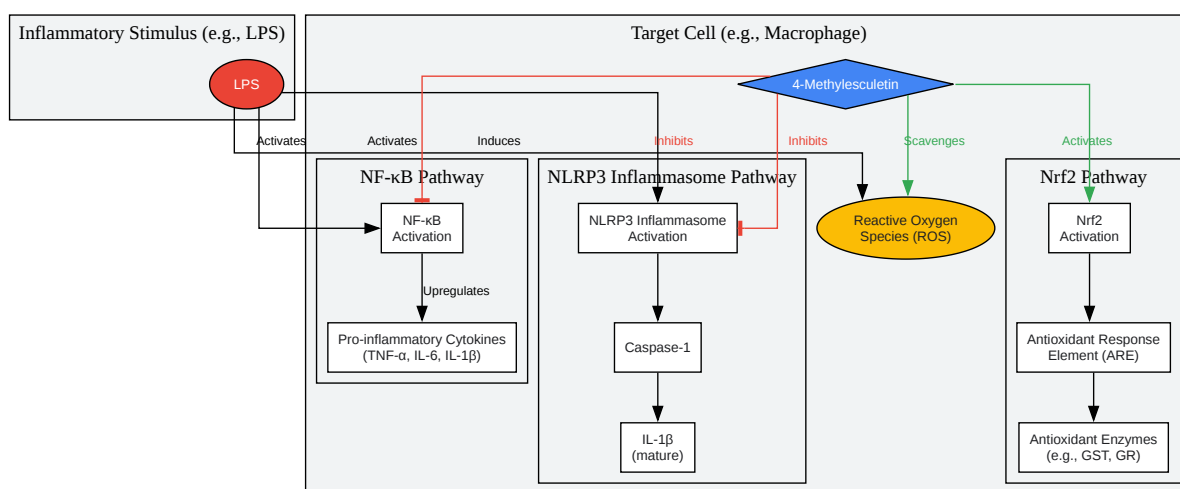 Inflammatory Stimulus (e.g., LPS)
Target Cell (e.g., Macrophage)
LPS
4-Methylesculetin
Activates
Activates
Induces
Inhibits
Inhibits
Scavenges
Activates
NF-κB Pathway
NLRP3 Inflammasome Pathway
Nrf2 Pathway
NF-κB
Activation
NLRP3 Inflammasome
Activation
Reactive Oxygen
Species (ROS)
Nrf2
Activation
Upregulates
Pro-inflammatory Cytokines
(TNF-α, IL-6, IL-1β)
Caspase-1
Antioxidant Response
Element (ARE)
IL-1β
(mature)
Antioxidant Enzymes
(e.g., GST, GR)